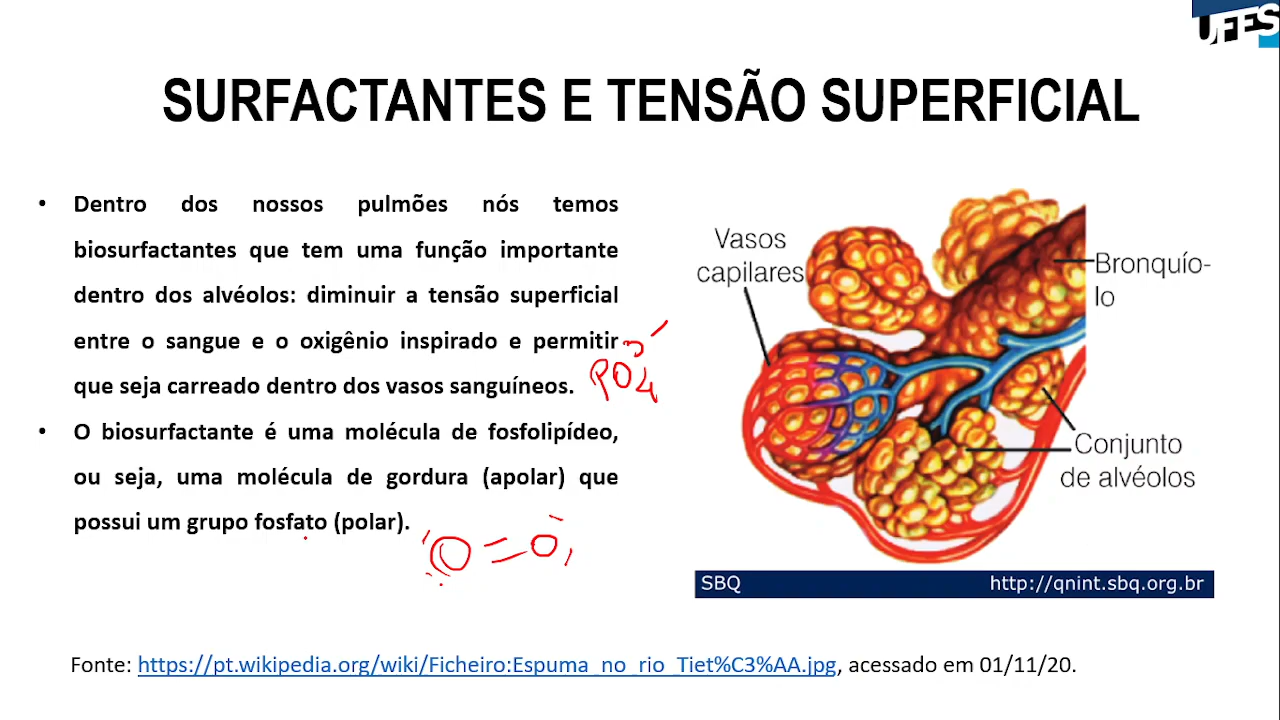 UFES
SURFACTANTES E TENSÃO SUPERFICIAL
• Dentro dos nossos pulmões nós temos
biosurfactantes que tem uma função importante
dentro dos alvéolos: diminuir a tensão superficial
entre o sangue e o oxigênio inspirado e permitir
que seja carreado dentro dos vasos sanguíneos.
• O biosurfactante é uma molécula de fosfolipídeo,
ou seja, uma molécula de gordura (apolar) que
possui um grupo fosfato (polar).
PO4 3-
O=O
Vasos
capilares
Bronquío-
lo
Conjunto
de alvéolos
SBQ http://qnint.sbq.org.br
Fonte: https://pt.wikipedia.org/wiki/Ficheiro:Espuma_no_rio_Tiet%C3%AA.jpg, acessado em 01/11/20.